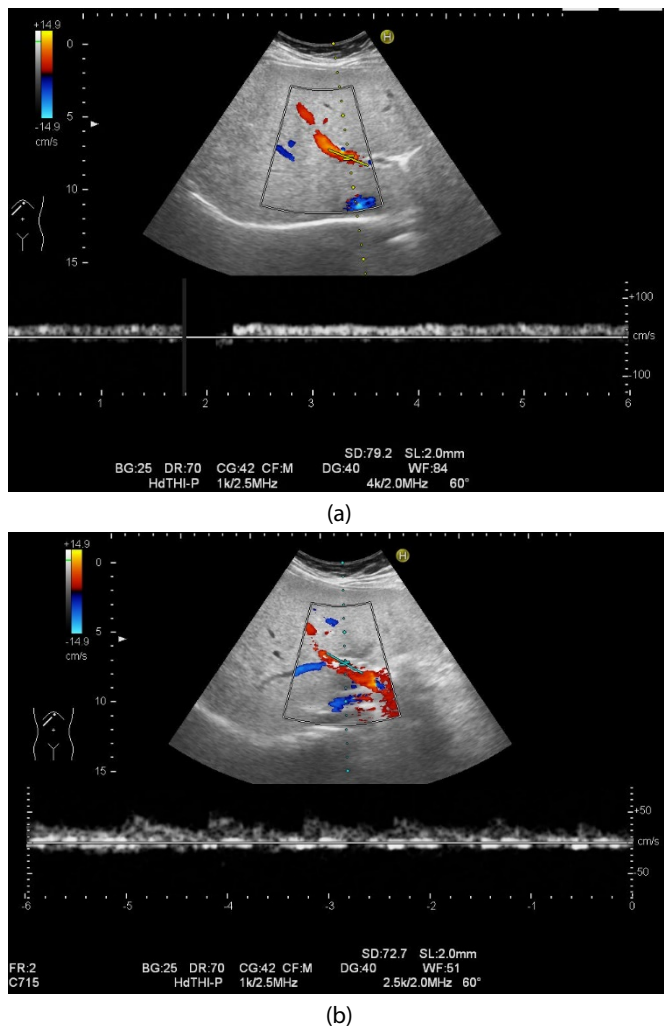 +14.9
H
0
5
-14.9
cm/s
10
15
+100
cm/s
-100
1 2 3 4 5 6
SD:79.2 SL:2.0mm
BG:25 DR:70 CG:42 CF:M DG:40 WF:84
HdTHI-P 1k/2.5MHz 4k/2.0MHz 60°
(a)
+14.9
H
0
5
-14.9
cm/s
10
15
+50
cm/s
-50
-6 -5 -4 -3 -2 -1 0
SD:72.7 SL:2.0mm
FR:2 BG:25 DR:70 CG:42 CF:M DG:40 WF:51
C715 HdTHI-P 1k/2.5MHz 2.5k/2.0MHz 60°
(b)